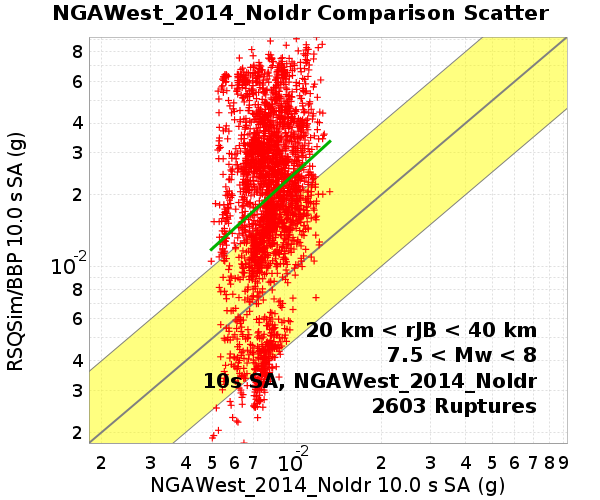 NGAWest_2014_NoIdr Comparison Scatter
RSQSim/BBP 10.0 s SA (g)
8
6
4
3
2
10-2
8
6
4
3
2
20 km < rJB < 40 km
7.5 < Mw < 8
10s SA, NGAWest_2014_NoIdr
2603 Ruptures
2 3 4 5 6 7 10-2 2 3 4 5 6 7 8 9
NGAWest_2014_NoIdr 10.0 s SA (g)